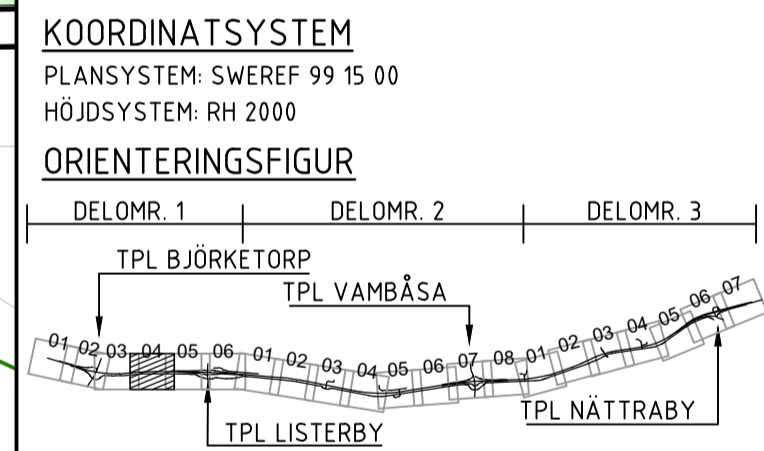 KOORDINATSYSTEM
PLANSYSTEM: SWEREF 99 15 00
HÖJDSYSTEM: RH 2000
ORIENTERINGSFIGUR
DELOMR. 1 DELOMR. 2 DELOMR. 3
TPL BJÖRKETORP
TPL VAMBÅSA
01 02 03 04 05 06 01 02 03 04 05 06 07 08 01 02 03 04 05 06 07
TPL NÄTTRABY
TPL LISTERBY